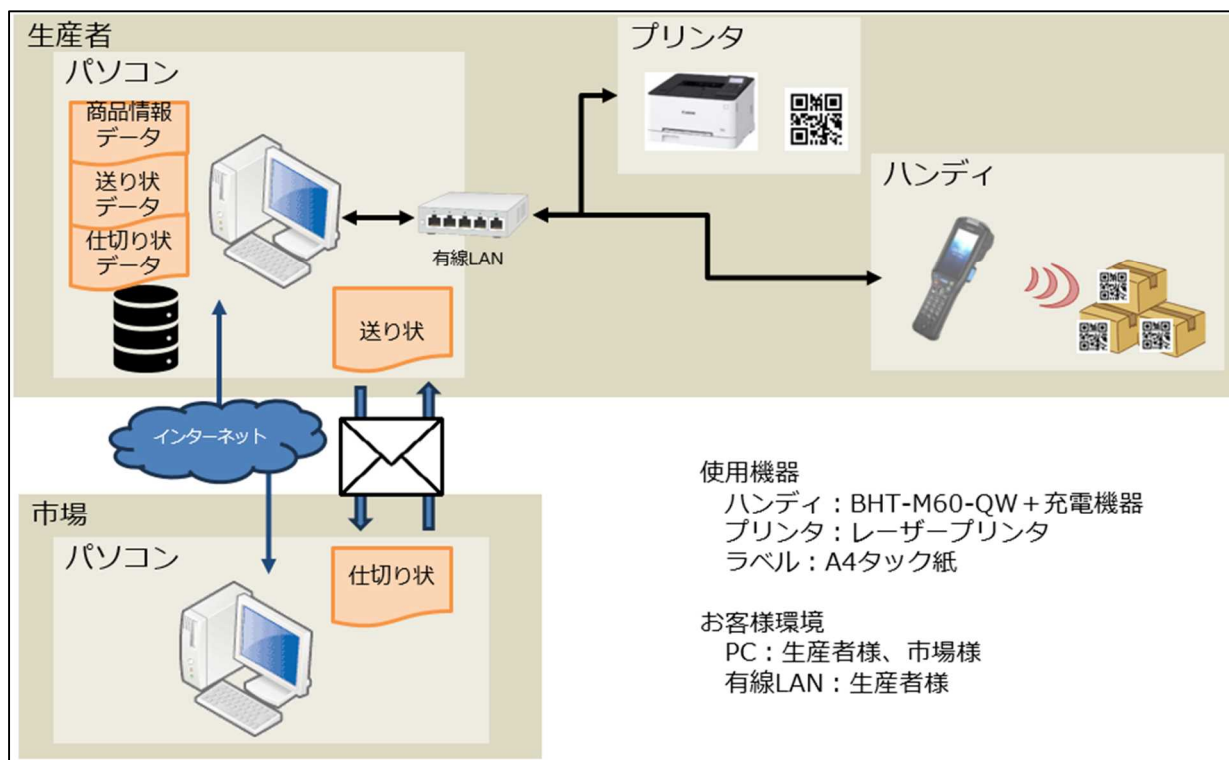 生産者
パソコン
商品情報
データ
送り状
データ
仕切り状
データ
有線LAN
送り状
プリンタ
Canon
ハンディ
インターネット
市場
パソコン
仕切り状
使用機器
ハンディ：BHT-M60-QW＋充電機器
プリンタ：レーザープリンタ
ラベル：A4タック紙
お客様環境
PC：生産者様、市場様
有線LAN：生産者様